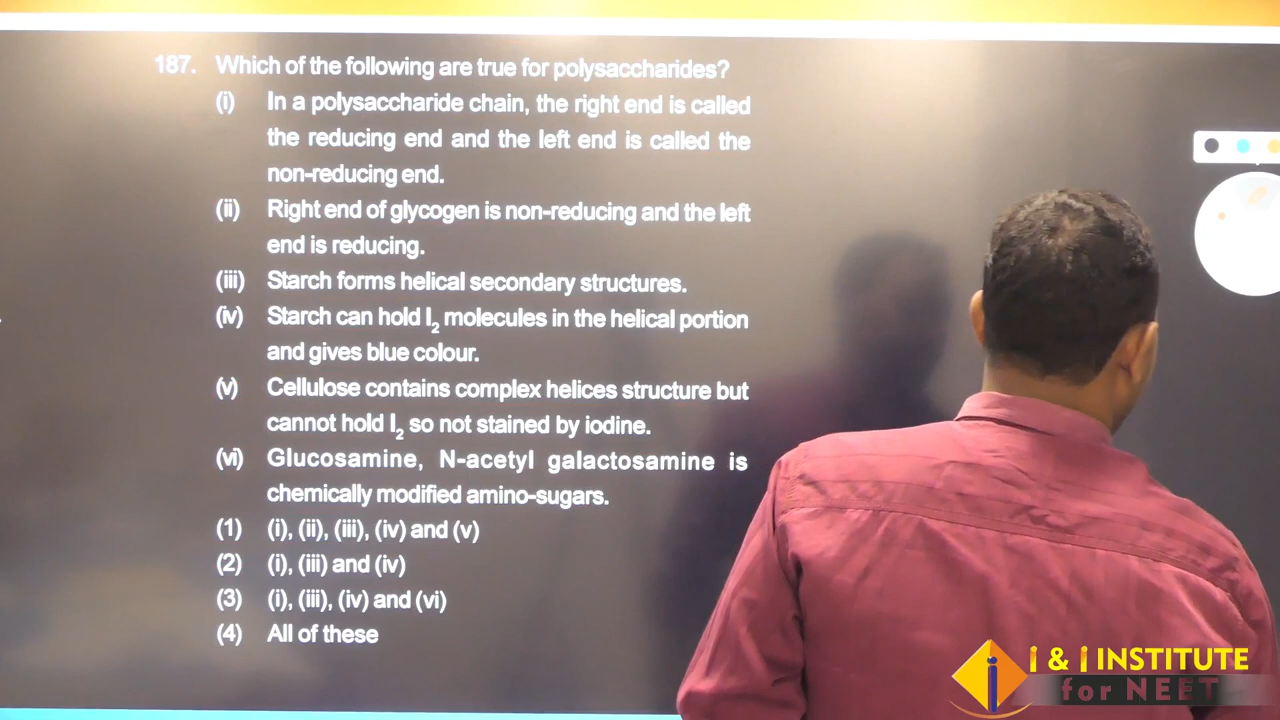 187. Which of the following are true for polysaccharides?
(i) In a polysaccharide chain, the right end is called
the reducing end and the left end is called the
non-reducing end.
(ii) Right end of glycogen is non-reducing and the left
end is reducing.
(iii) Starch forms helical secondary structures.
(iv) Starch can hold I₂ molecules in the helical portion
and gives blue colour.
(v) Cellulose contains complex helices structure but
cannot hold I₂ so not stained by iodine.
(vi) Glucosamine, N-acetyl galactosamine is
chemically modified amino-sugars.
(1) (i), (ii), (iii), (iv) and (v)
(2) (i), (iii) and (iv)
(3) (i), (iii), (iv) and (vi)
(4) All of these
i & i INSTITUTE
for NEET